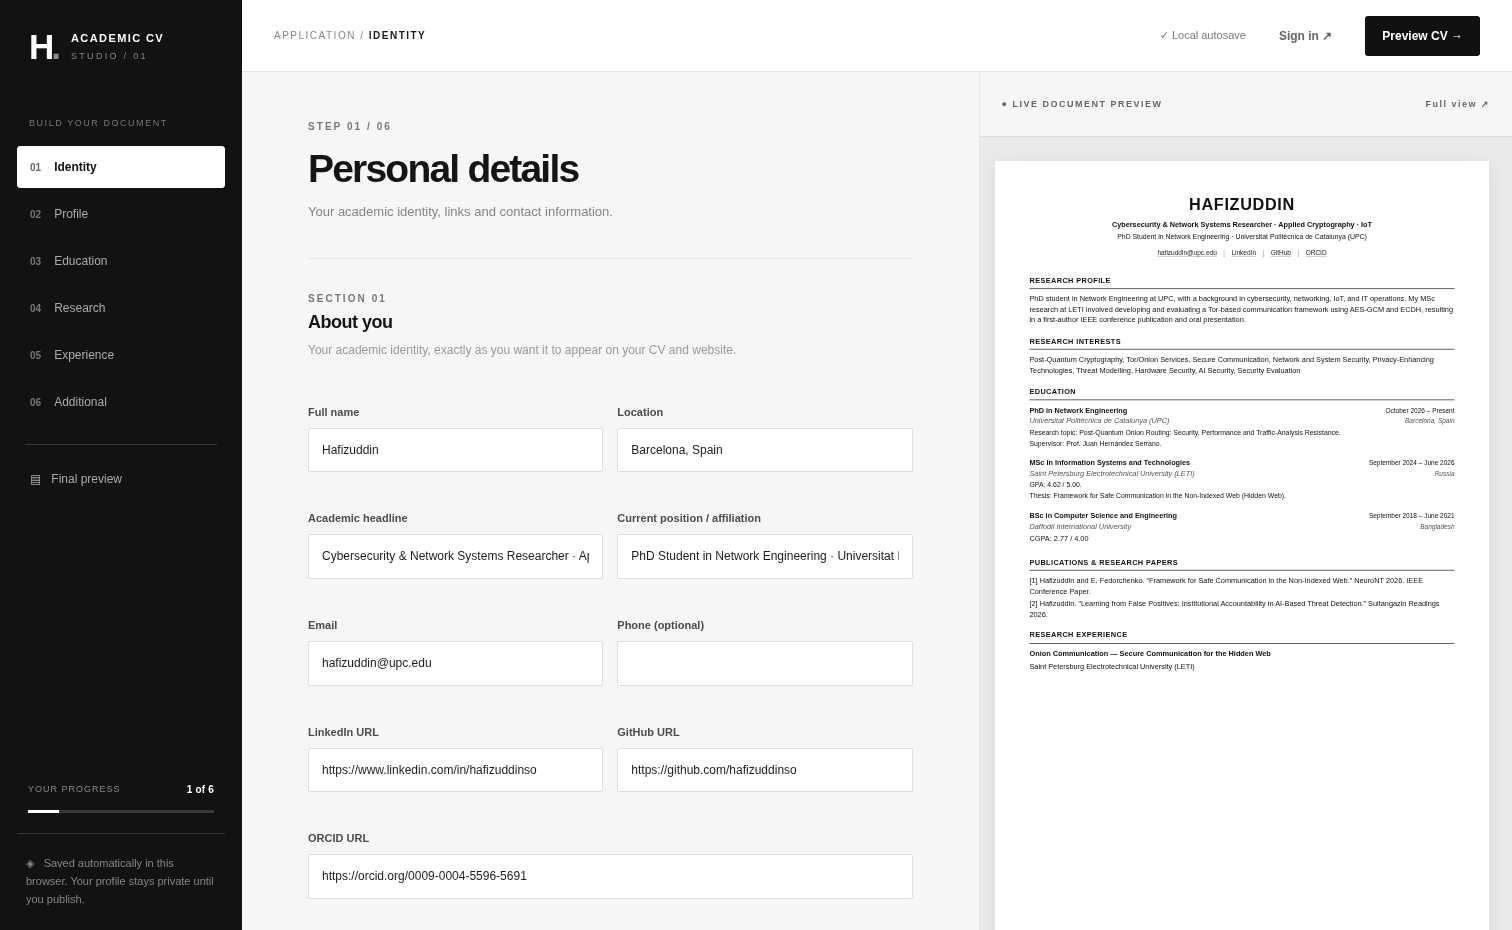 H.
ACADEMIC CV
STUDIO / 01
BUILD YOUR DOCUMENT
01 Identity
02 Profile
03 Education
04 Research
05 Experience
06 Additional
▤ Final preview
YOUR PROGRESS 1 of 6
◈ Saved automatically in this
browser. Your profile stays private until
you publish.
APPLICATION / IDENTITY
✓ Local autosave
Sign in ↗
Preview CV →
STEP 01 / 06
Personal details
Your academic identity, links and contact information.
SECTION 01
About you
Your academic identity, exactly as you want it to appear on your CV and website.
Full name
Hafizuddin
Location
Barcelona, Spain
Academic headline
Cybersecurity & Network Systems Researcher · Ap
Current position / affiliation
PhD Student in Network Engineering · Universitat
Email
hafizuddin@upc.edu
Phone (optional)
LinkedIn URL
https://www.linkedin.com/in/hafizuddinso
GitHub URL
https://github.com/hafizuddinso
ORCID URL
https://orcid.org/0009-0004-5596-5691
● LIVE DOCUMENT PREVIEW
Full view ↗
HAFIZUDDIN
Cybersecurity & Network Systems Researcher · Applied Cryptography · IoT
PhD Student in Network Engineering · Universitat Politècnica de Catalunya (UPC)
hafizuddin@upc.edu | LinkedIn | GitHub | ORCID
RESEARCH PROFILE
PhD student in Network Engineering at UPC, with a background in cybersecurity, networking, IoT, and IT operations. My MSc
research at LETI involved developing and evaluating a Tor-based communication framework using AES-GCM and ECDH, resulting
in a first-author IEEE conference publication and oral presentation.
RESEARCH INTERESTS
Post-Quantum Cryptography, Tor/Onion Services, Secure Communication, Network and System Security, Privacy-Enhancing
Technologies, Threat Modelling, Hardware Security, AI Security, Security Evaluation
EDUCATION
PhD in Network Engineering October 2026 – Present
Universitat Politècnica de Catalunya (UPC) Barcelona, Spain
Research topic: Post-Quantum Onion Routing: Security, Performance and Traffic-Analysis Resistance.
Supervisor: Prof. Juan Hernández Serrano.
MSc in Information Systems and Technologies September 2024 – June 2026
Saint Petersburg Electrotechnical University (LETI) Russia
GPA: 4.62 / 5.00.
Thesis: Framework for Safe Communication in the Non-Indexed Web (Hidden Web).
BSc in Computer Science and Engineering September 2018 – June 2021
Daffodil International University Bangladesh
CGPA: 2.77 / 4.00
PUBLICATIONS & RESEARCH PAPERS
[1] Hafizuddin and E. Fedorchenko. “Framework for Safe Communication in the Non-Indexed Web.” NeuroNT 2026. IEEE
Conference Paper.
[2] Hafizuddin. “Learning from False Positives: Institutional Accountability in AI-Based Threat Detection.” Sultangazin Readings
2026.
RESEARCH EXPERIENCE
Onion Communication — Secure Communication for the Hidden Web
Saint Petersburg Electrotechnical University (LETI)